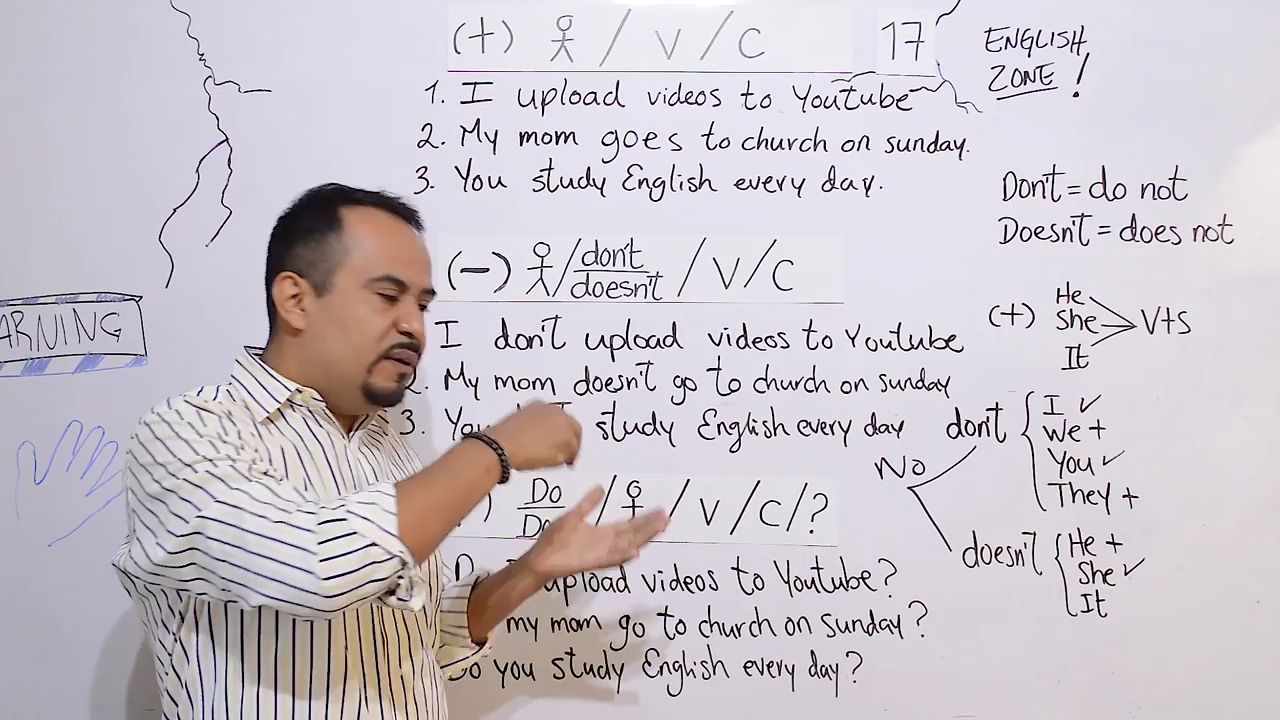 (+) / V / C 17
1. I upload videos to Youtube
2. My mom goes to church on sunday.
3. You study English every day.
(-) / don't / V / C
doesn't
I don't upload videos to Youtube
2. My mom doesn't go to church on sunday
3. You study English every day
Do / / V / C / ?
upload videos to Youtube?
my mom go to church on sunday?
Do you study English every day?
ENGLISH
ZONE!
Don't = do not
Doesn't = does not
(+) He
She V+S
It
No
don't
I ✓
We +
You ✓
They +
doesn't
He +
She ✓
It